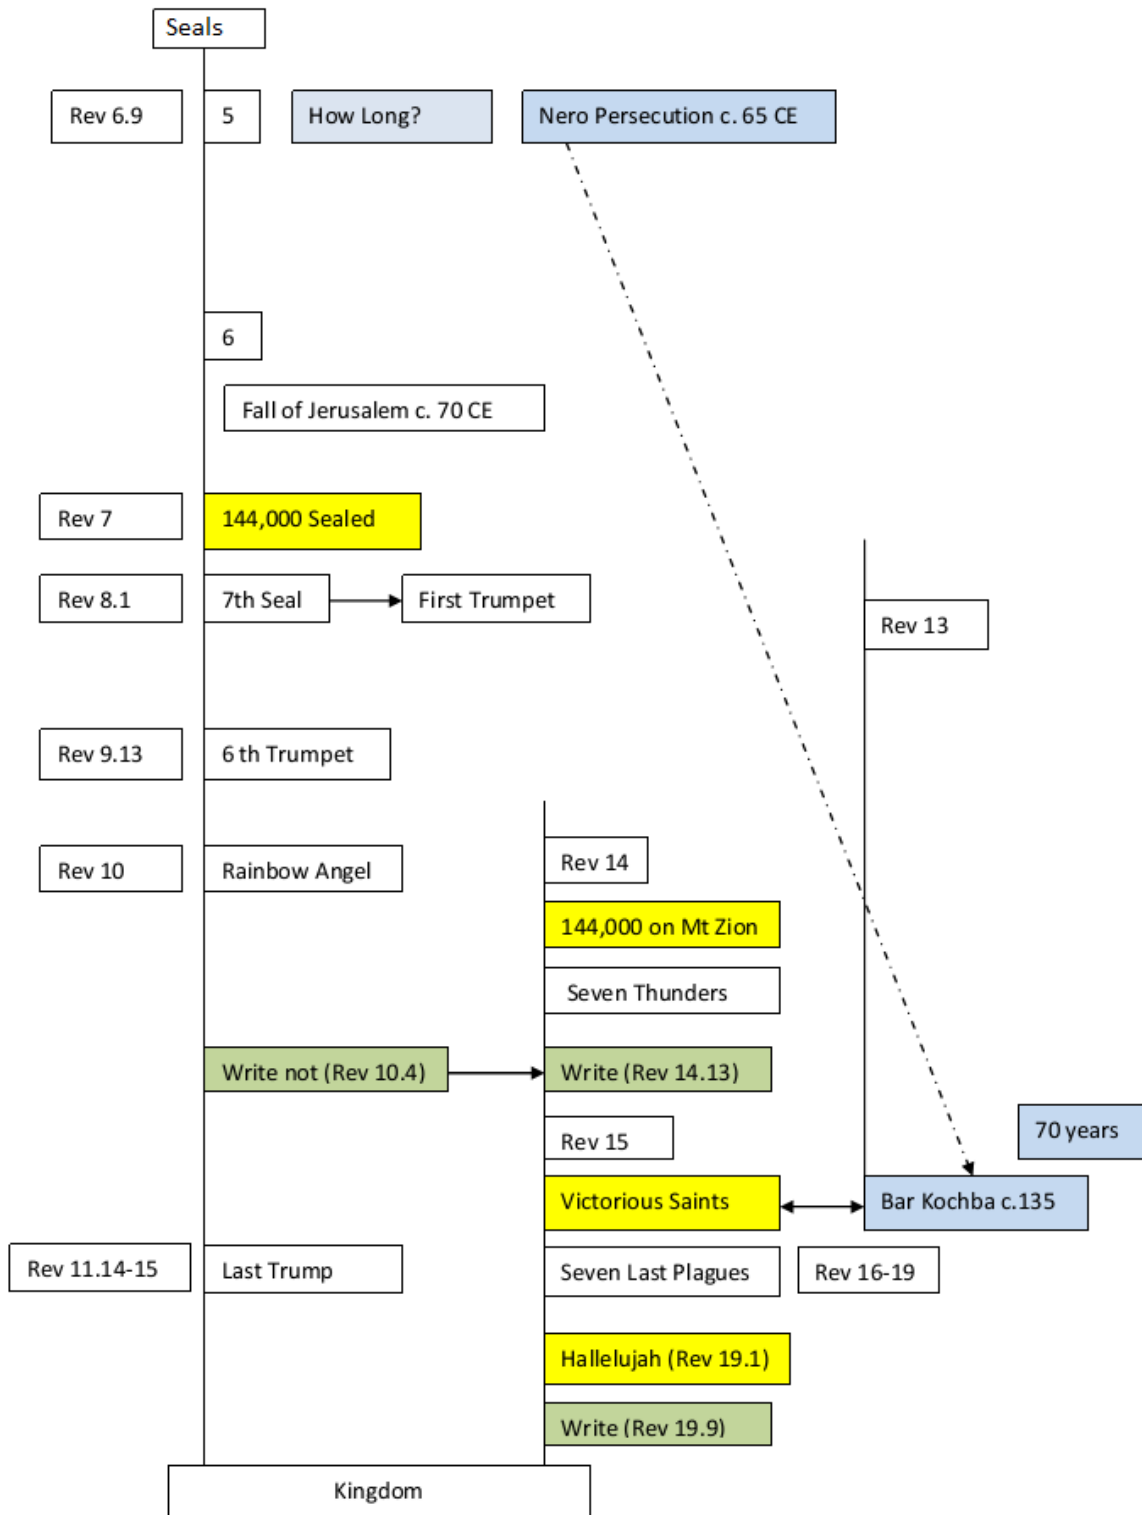 Seals
Rev 6.9
5
How Long?
Nero Persecution c. 65 CE
6
Fall of Jerusalem c. 70 CE
Rev 7
144,000 Sealed
Rev 8.1
7th Seal
First Trumpet
Rev 13
Rev 9.13
6 th Trumpet
Rev 10
Rainbow Angel
Rev 14
144,000 on Mt Zion
Seven Thunders
Write not (Rev 10.4)
Write (Rev 14.13)
70 years
Rev 15
Victorious Saints
Bar Kochba c.135
Rev 11.14-15
Last Trump
Seven Last Plagues
Rev 16-19
Hallelujah (Rev 19.1)
Write (Rev 19.9)
Kingdom